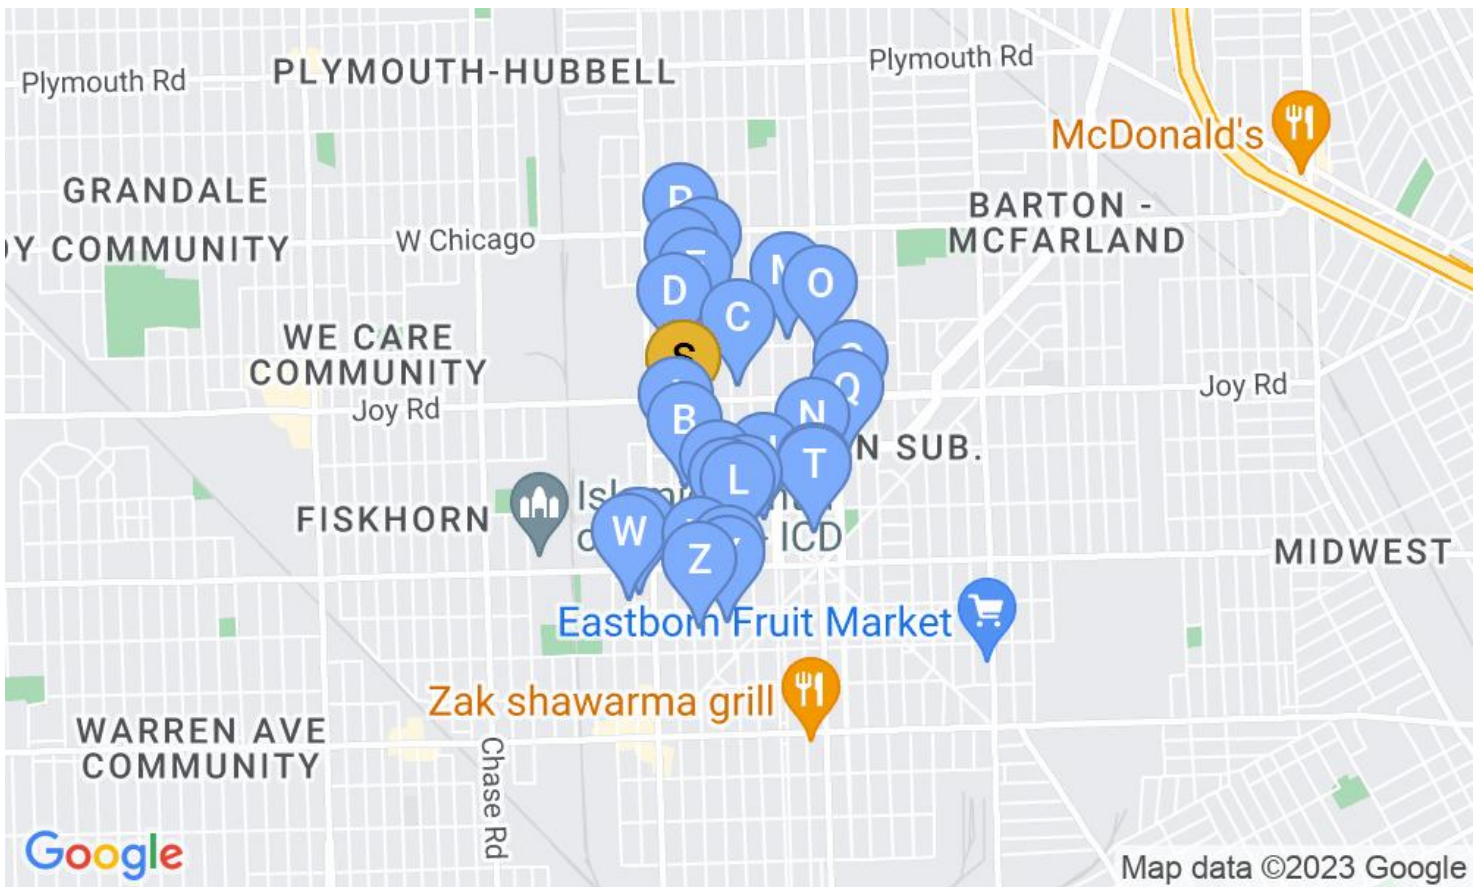 Plymouth Rd
PLYMOUTH-HUBBELL
Plymouth Rd
McDonald's
GRANDALE
BARTON -
MCFARLAND
Y COMMUNITY
W Chicago
D
C
O
WE CARE
COMMUNITY
S
Joy Rd
Joy Rd
Q
B
N
N SUB.
L
T
FISKHORN
ICD
W
Z
MIDWEST
Eastborn Fruit Market
Zak shawarma grill
WARREN AVE
COMMUNITY
Chase Rd
Google
Map data ©2023 Google